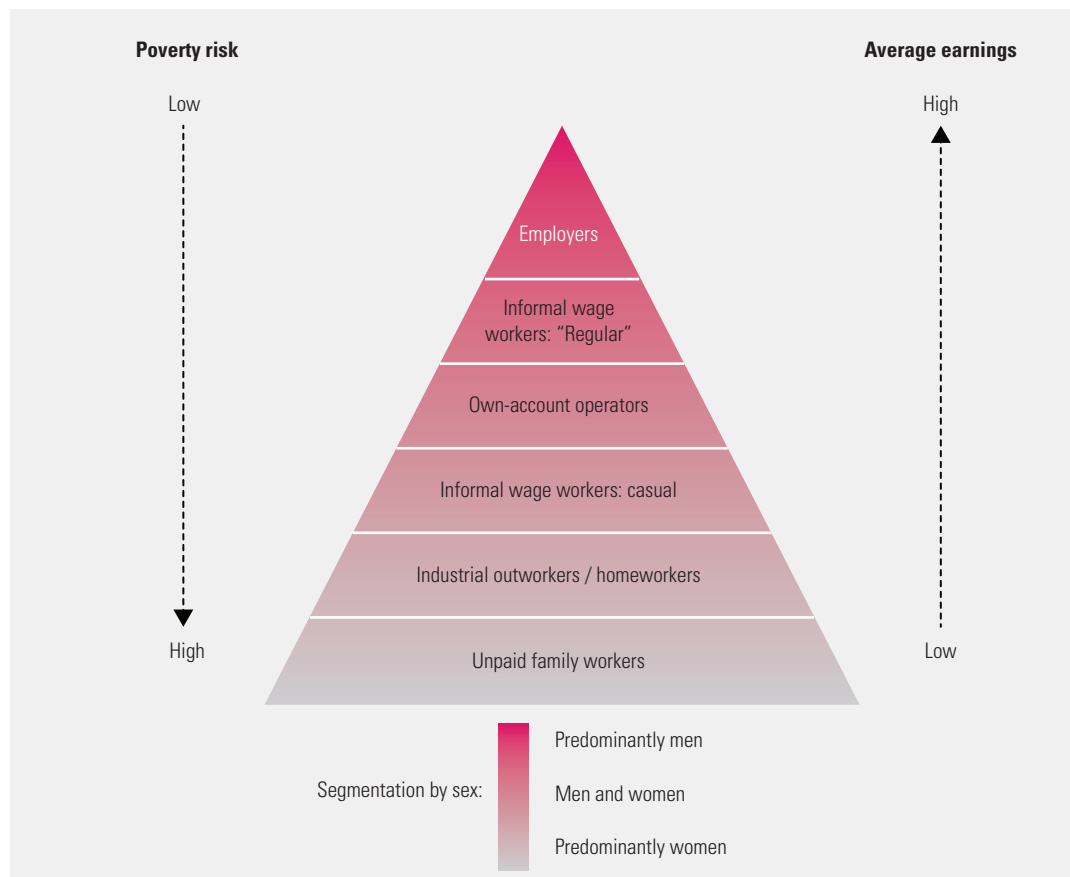 Poverty risk
Average earnings
Low
High
Employers
Informal wage
workers: “Regular”
Own-account operators
Informal wage workers: casual
Industrial outworkers / homeworkers
High
Low
Unpaid family workers
Predominantly men
Segmentation by sex:
Men and women
Predominantly women